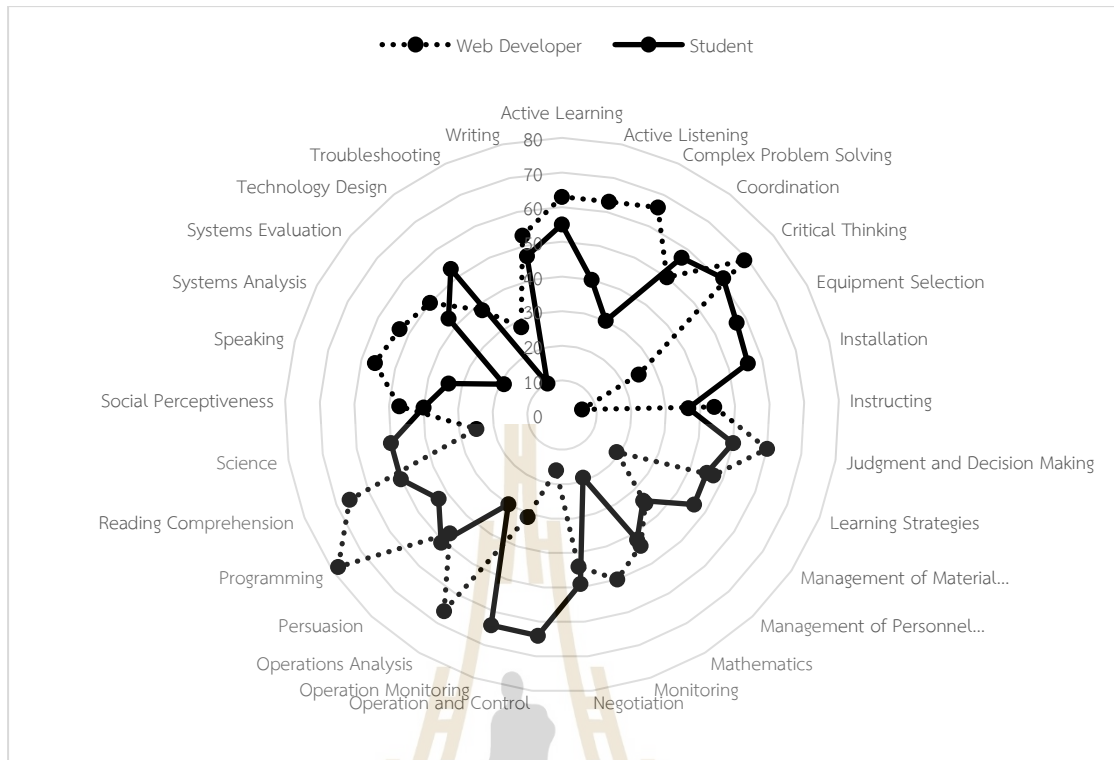 Web Developer
Student
Active Learning
Active Listening
Complex Problem Solving
Coordination
Critical Thinking
Equipment Selection
Installation
Instructing
Judgment and Decision Making
Learning Strategies
Management of Material...
Management of Personnel...
Mathematics
Monitoring
Negotiation
Operation and Control
Operation Monitoring
Operations Analysis
Persuasion
Programming
Reading Comprehension
Science
Social Perceptiveness
Speaking
Systems Analysis
Systems Evaluation
Technology Design
Troubleshooting
Writing
80
70
60
50
40
30
20
10
0